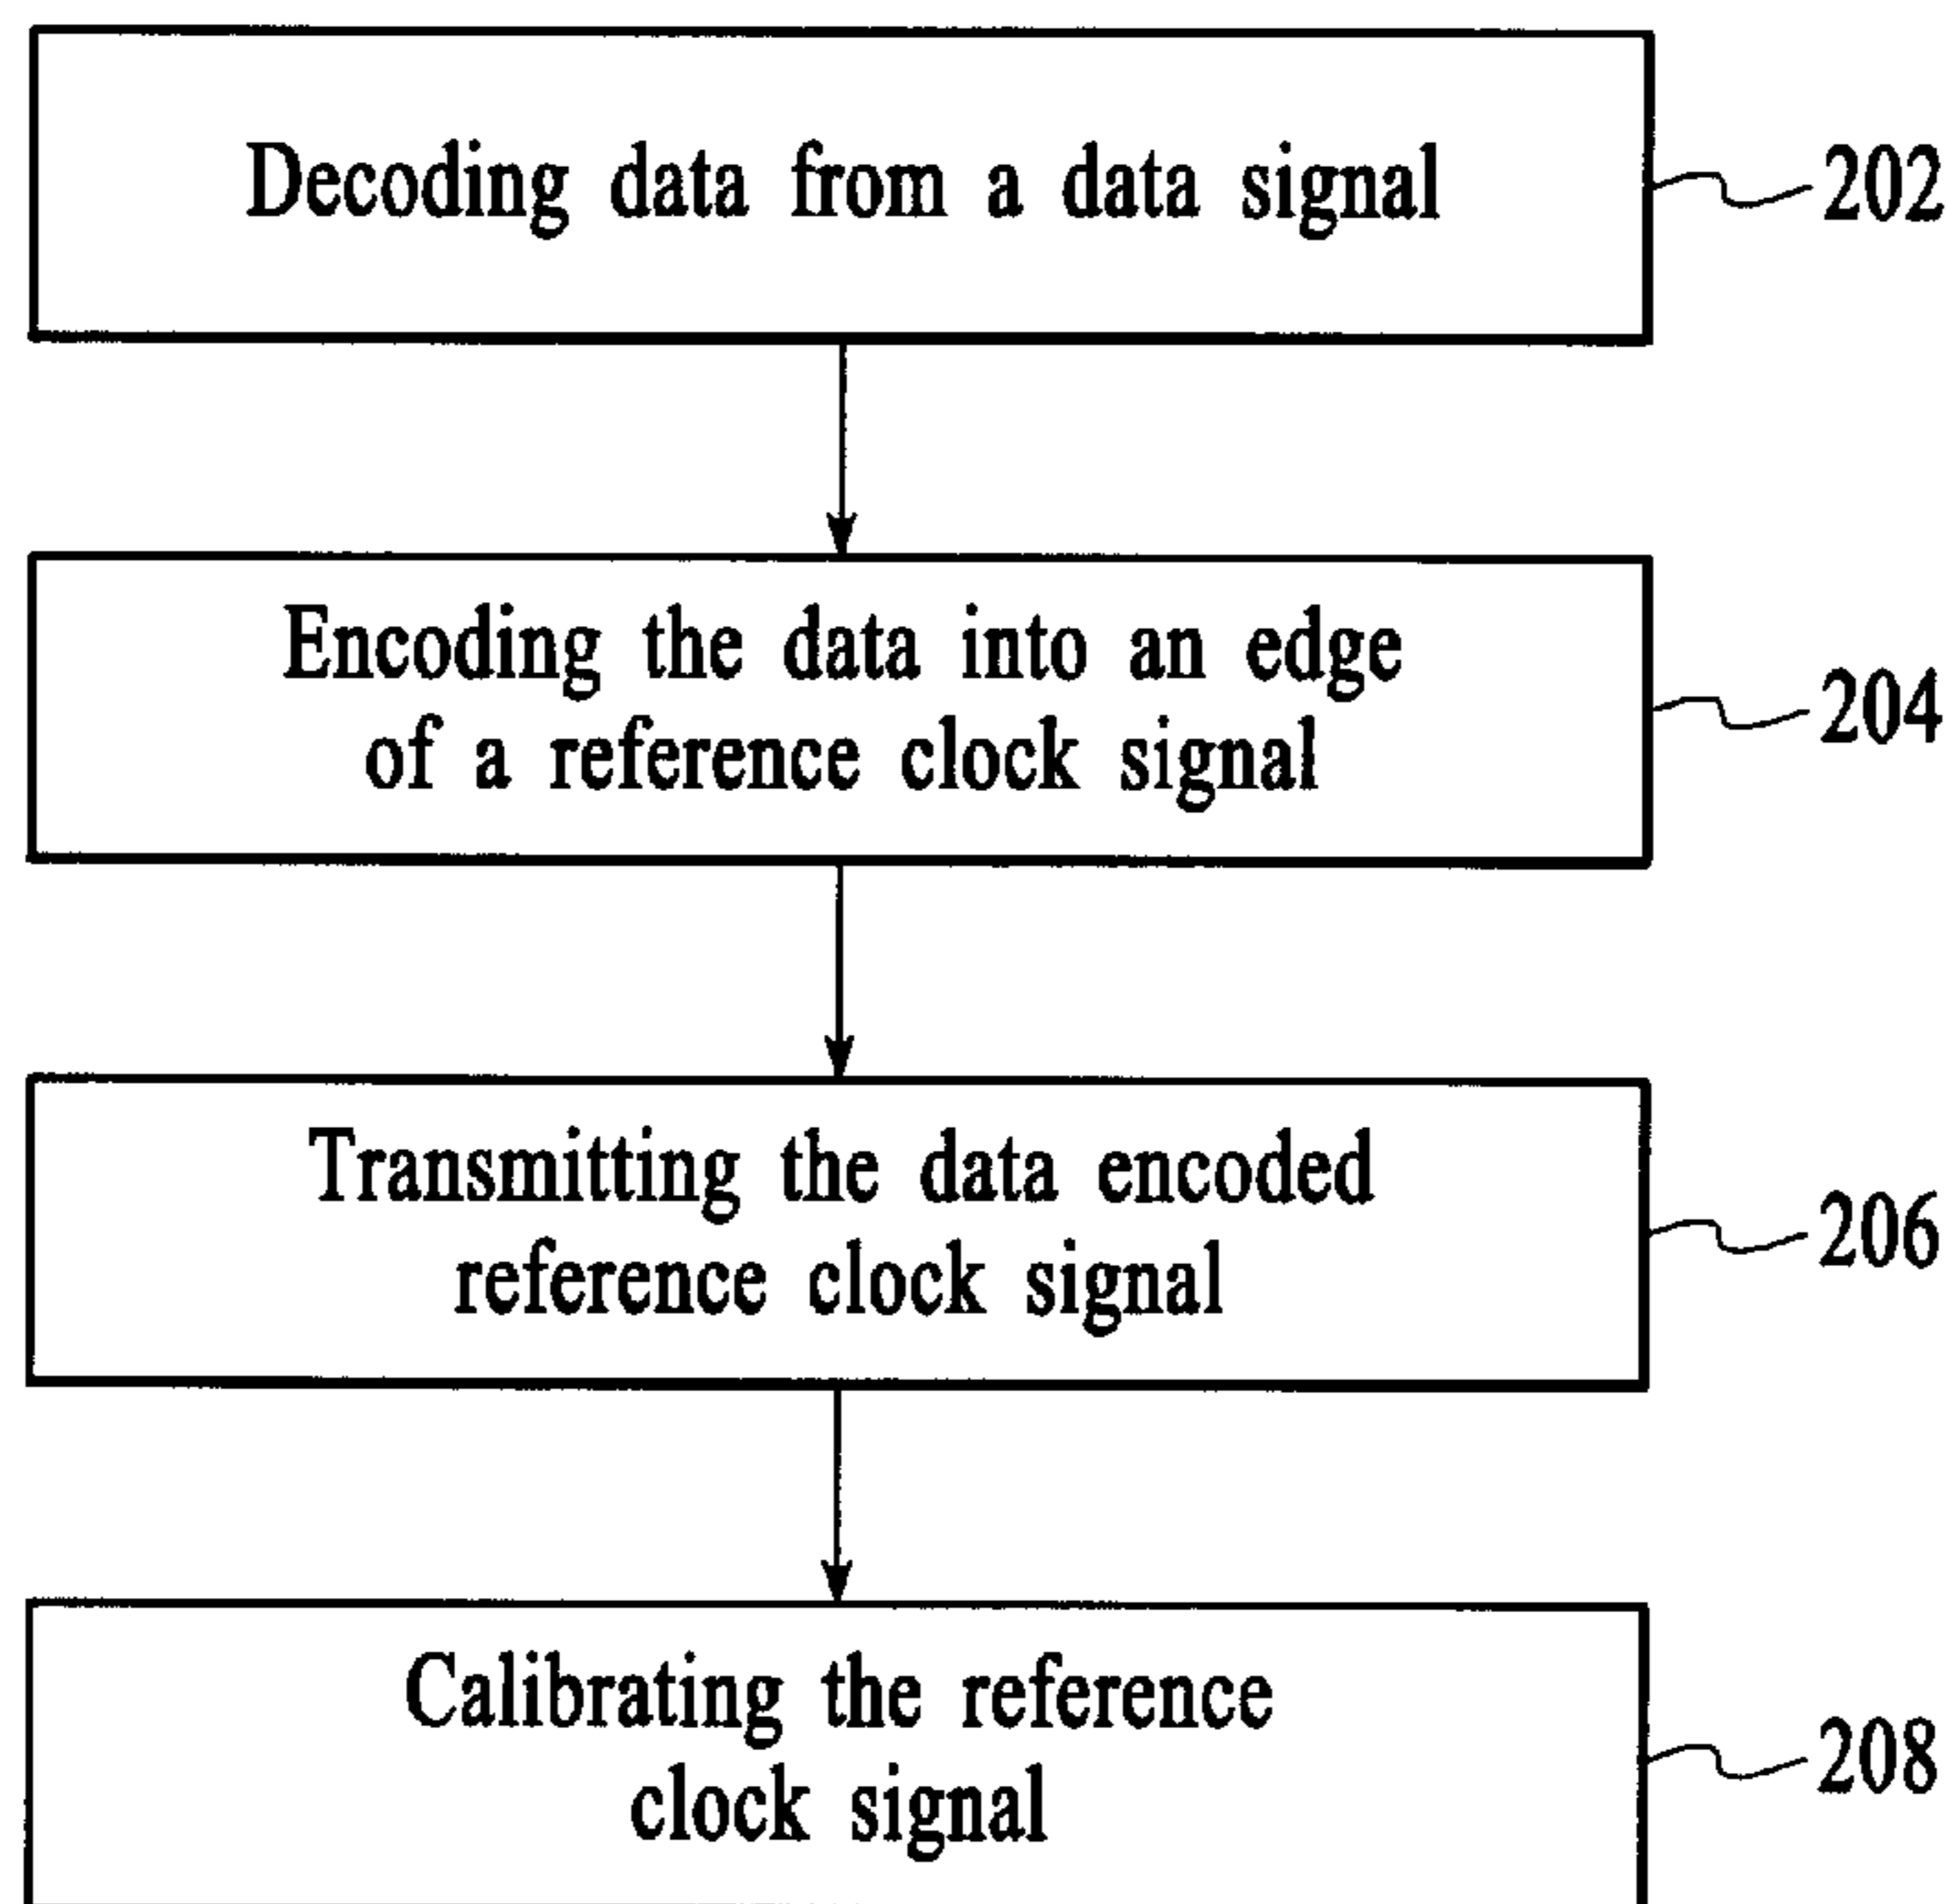 Decoding data from a data signal
202
Encoding the data into an edge
of a reference clock signal
204
Transmitting the data encoded
reference clock signal
206
Calibrating the reference
clock signal
208